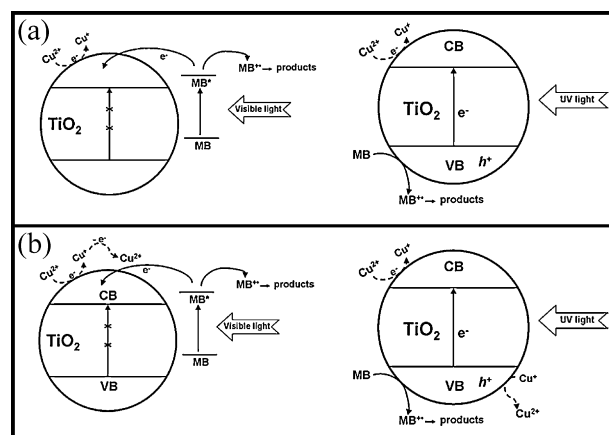 (a)
Cu²⁺
Cu⁺
e⁻
e⁻
MB*
MB⁺• → products
TiO₂
Visible light
MB
Cu²⁺
Cu⁺
e⁻
CB
TiO₂
e⁻
UV light
MB
VB
h⁺
MB⁺• → products
(b)
Cu²⁺
Cu⁺
- e⁻
Cu²⁺
e⁻
e⁻
CB
MB*
MB⁺• → products
TiO₂
Visible light
MB
VB
Cu²⁺
Cu⁺
e⁻
CB
TiO₂
e⁻
UV light
MB
VB
h⁺
Cu⁺
Cu²⁺
MB⁺• → products